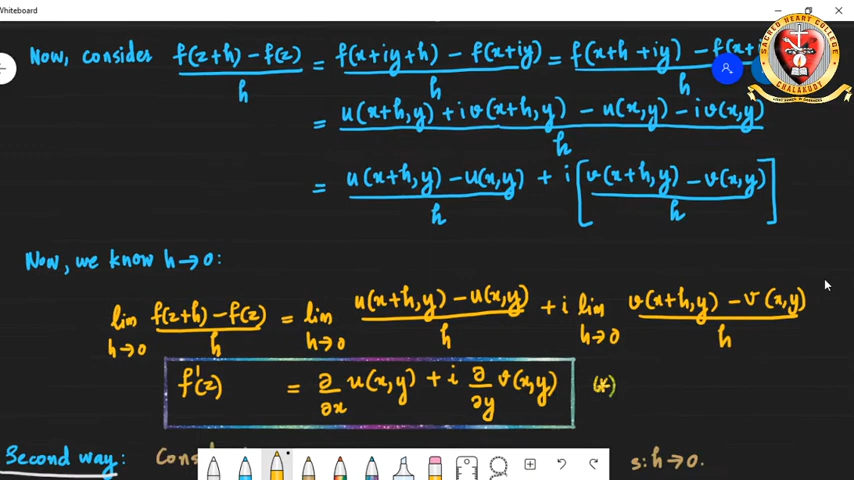 Whiteboard
Now, consider f(z+h) - f(z) / h = f(x+iy+h) - f(x+iy) / h = f(x+h+iy) - f(x+i / h
= u(x+h,y) + iv(x+h,y) - u(x,y) - iv(x,y) / h
= u(x+h,y) - u(x,y) / h + i [ v(x+h,y) - v(x,y) / h ]
Now, we know h→0:
lim h→0 f(z+h) - f(z) / h = lim h→0 u(x+h,y) - u(x,y) / h + i lim h→0 v(x+h,y) - v(x,y) / h
f'(z) = ∂/∂x u(x,y) + i ∂/∂y v(x,y) (*)
Second way: Cons s: h→0.
SACRED HEART COLLEGE
CHALAKUDY